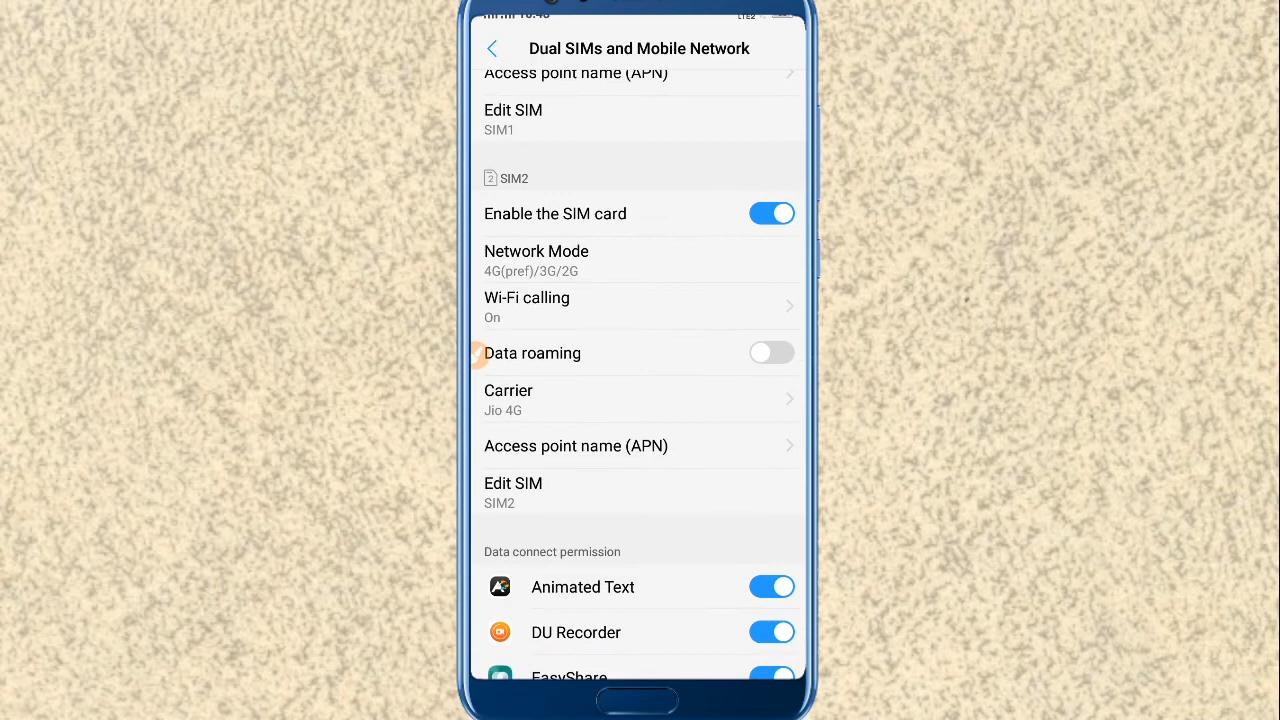 Dual SIMs and Mobile Network
Access point name (APN)
Edit SIM
SIM1
2 SIM2
Enable the SIM card
Network Mode
4G(pref)/3G/2G
Wi-Fi calling
On
Data roaming
Carrier
Jio 4G
Access point name (APN)
Edit SIM
SIM2
Data connect permission
Animated Text
DU Recorder
EasyShare